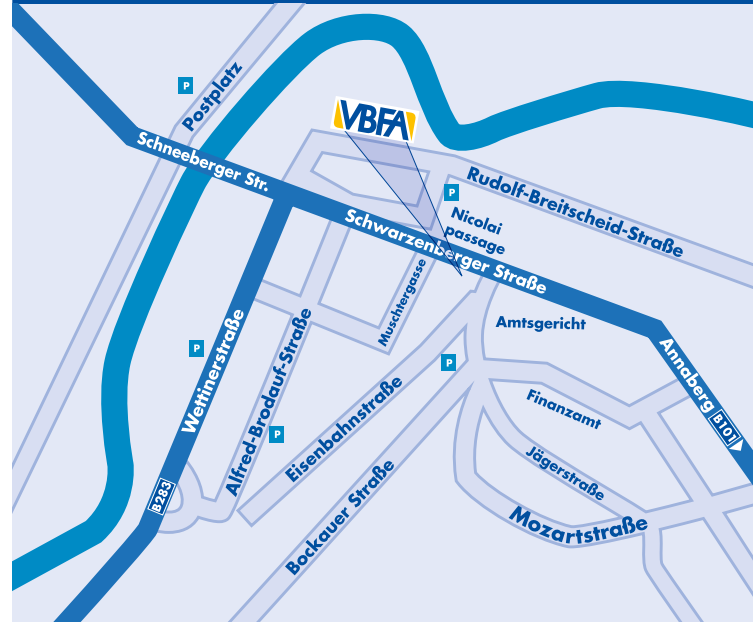 P
Postplatz
VBFA
Schneeberger Str.
Rudolf-Breitscheid-Straße
P
Nicolai
passage
Schwarzenberger Straße
Muschtergasse
Amtsgericht
Wettinerstraße
P
Alfred-Brodauf-Straße
P
Annaberg
B101
Eisenbahnstraße
Finanzamt
P
Jägerstraße
B283
Bockauer Straße
Mozartstraße